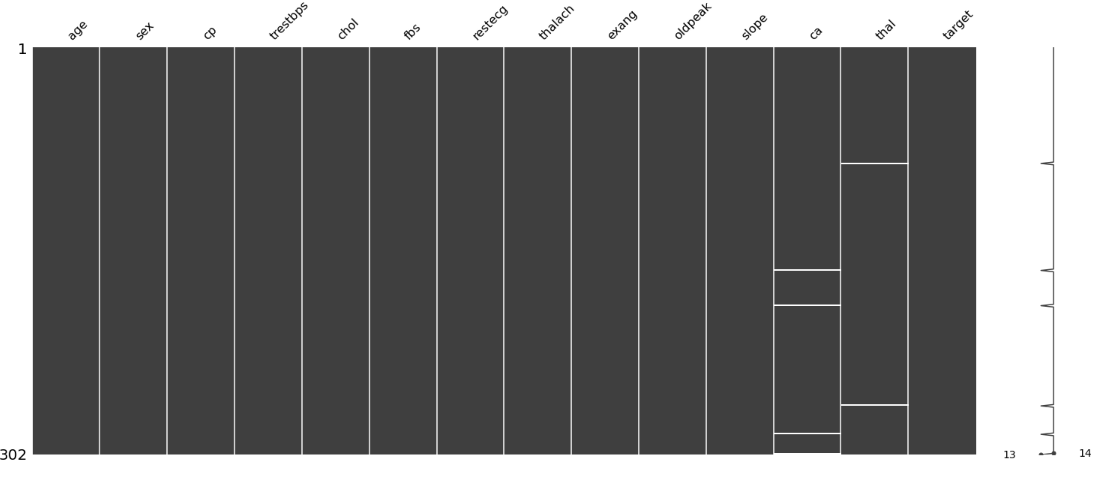 age sex cp trestbps chol fbs restecg thalach exang oldpeak slope ca thal target
1
302
13 14